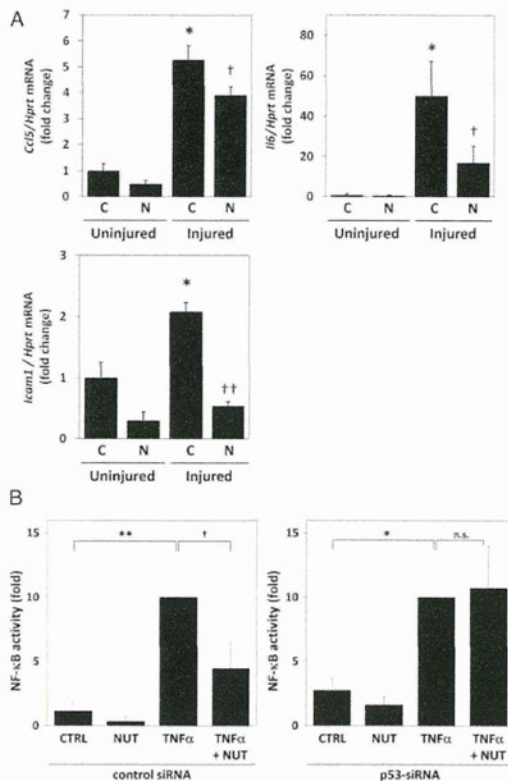 A
Ccl5/Hprt mRNA
(fold change)
7
6
5
4
3
2
1
0
*
†
C N C N
Uninjured Injured
Il6/Hprt mRNA
(fold change)
80
60
40
20
0
*
†
C N C N
Uninjured Injured
Icam1 / Hprt mRNA
(fold change)
3
2
1
0
*
††
C N C N
Uninjured Injured
B
NF-κB activity (fold)
15
10
5
0
**
†
CTRL NUT TNFα TNFα
+ NUT
control siRNA
NF-κB activity (fold)
15
10
5
0
*
n.s.
CTRL NUT TNFα TNFα
+ NUT
p53-siRNA